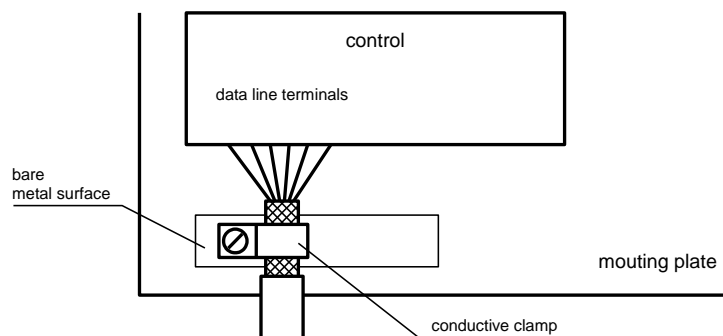 control
data line terminals
bare
metal surface
mouting plate
conductive clamp